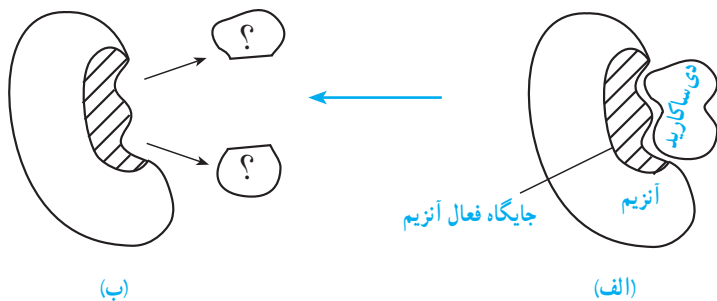 دی ساکارید
آنزیم
جایگاه فعال آنزیم
(الف)
؟
؟
(ب)